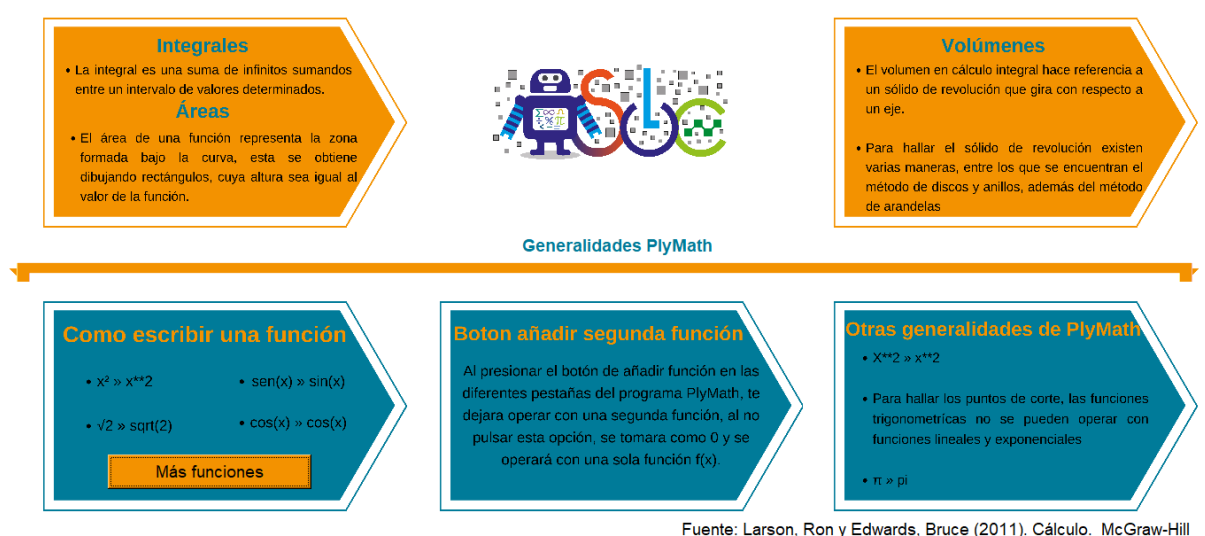 Integrales
• La integral es una suma de infinitos sumandos
entre un intervalo de valores determinados.
Áreas
• El área de una función representa la zona
formada bajo la curva, esta se obtiene
dibujando rectángulos, cuya altura sea igual al
valor de la función.
SLC
Volúmenes
• El volumen en cálculo integral hace referencia a
un sólido de revolución que gira con respecto a
un eje.
• Para hallar el sólido de revolución existen
varias maneras, entre los que se encuentran el
método de discos y anillos, además del método
de arandelas
Generalidades PlyMath
Como escribir una función
• x² » x**2
• sen(x) » sin(x)
• √2 » sqrt(2)
• cos(x) » cos(x)
Más funciones
Boton añadir segunda función
Al presionar el botón de añadir función en las
diferentes pestañas del programa PlyMath, te
dejara operar con una segunda función, al no
pulsar esta opción, se tomara como 0 y se
operará con una sola función f(x).
Otras generalidades de PlyMath
• X**2 » x**2
• Para hallar los puntos de corte, las funciones
trigonometrícas no se pueden operar con
funciones lineales y exponenciales
• π » pi
Fuente: Larson, Ron y Edwards, Bruce (2011). Cálculo. McGraw-Hill